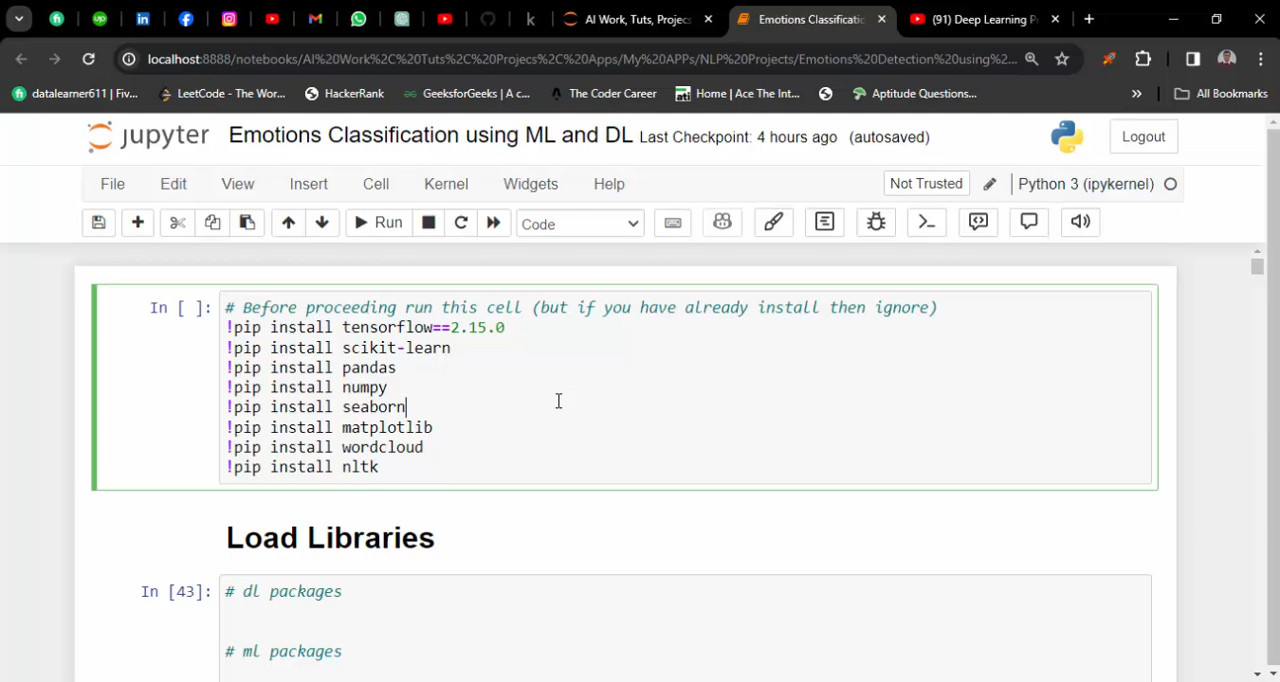 AI Work, Tuts, Projec
Emotions Classificatio
(91) Deep Learning P
localhost:8888/notebooks/AI%20Work%2C%20Tuts%2C%20Projecs%2C%20Apps/My%20APPs/NLP%20Projects/Emotions%20Detection%20using%2...
datalearner611 | Fiv...
LeetCode - The Wor...
HackerRank
GeeksforGeeks | A c...
The Coder Career
Home | Ace The Int...
Aptitude Questions...
»
All Bookmarks
jupyter Emotions Classification using ML and DL Last Checkpoint: 4 hours ago (autosaved)
Logout
File Edit View Insert Cell Kernel Widgets Help
Not Trusted
Python 3 (ipykernel)
Run
Code
In [ ]: # Before proceeding run this cell (but if you have already install then ignore)
!pip install tensorflow==2.15.0
!pip install scikit-learn
!pip install pandas
!pip install numpy
!pip install seaborn
!pip install matplotlib
!pip install wordcloud
!pip install nltk
Load Libraries
In [43]: # dl packages
# ml packages